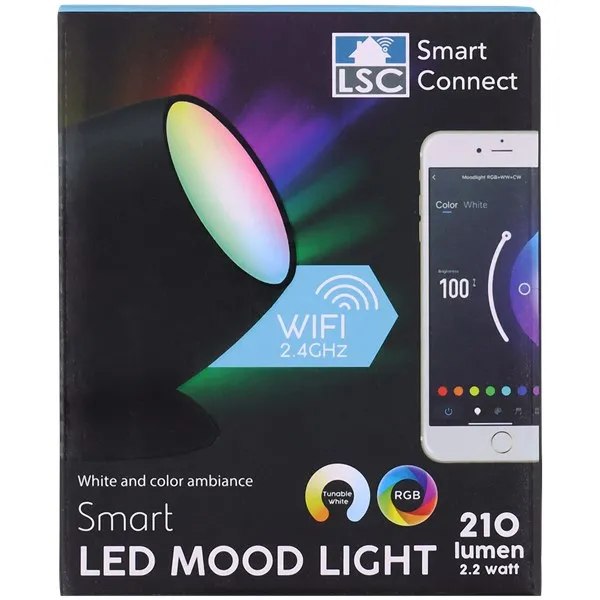 LSC
Smart
Connect
Moodlight RGB+WW+CW
Color White
Brightness
100%
WIFI
2.4GHz
White and color ambiance
Tunable
White
RGB
Smart
LED MOOD LIGHT
210
lumen
2.2 watt